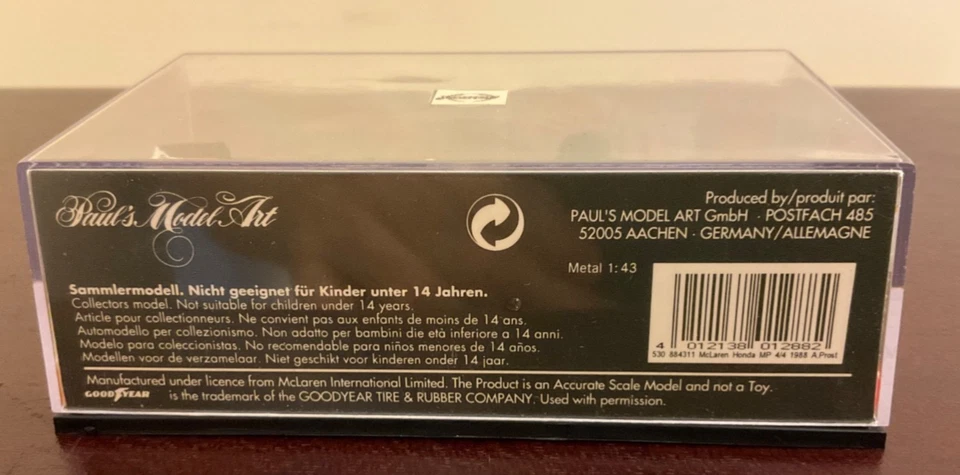 Paul's Model Art
Produced by/produit par:
PAUL'S MODEL ART GmbH · POSTFACH 485
52005 AACHEN · GERMANY/ALLEMAGNE
Metal 1:43
Sammlermodell. Nicht geeignet für Kinder unter 14 Jahren.
Collectors model. Not suitable for children under 14 years.
Article pour collectionneurs. Ne convient pas aux enfants de moins de 14 ans.
Automodello per collezionismo. Non adatto per bambini die età inferiore a 14 anni.
Modelo para coleccionistas. No recomendable para niños menores de 14 años.
Modellen voor de verzamelaar. Niet geschikt voor kinderen onder 14 jaar.
4 012138 012882
530 884311 McLaren Honda MP 4/4 1988 A.Prost
Manufactured under licence from McLaren International Limited. The Product is an Accurate Scale Model and not a Toy.
GOODYEAR is the trademark of the GOODYEAR TIRE & RUBBER COMPANY. Used with permission.